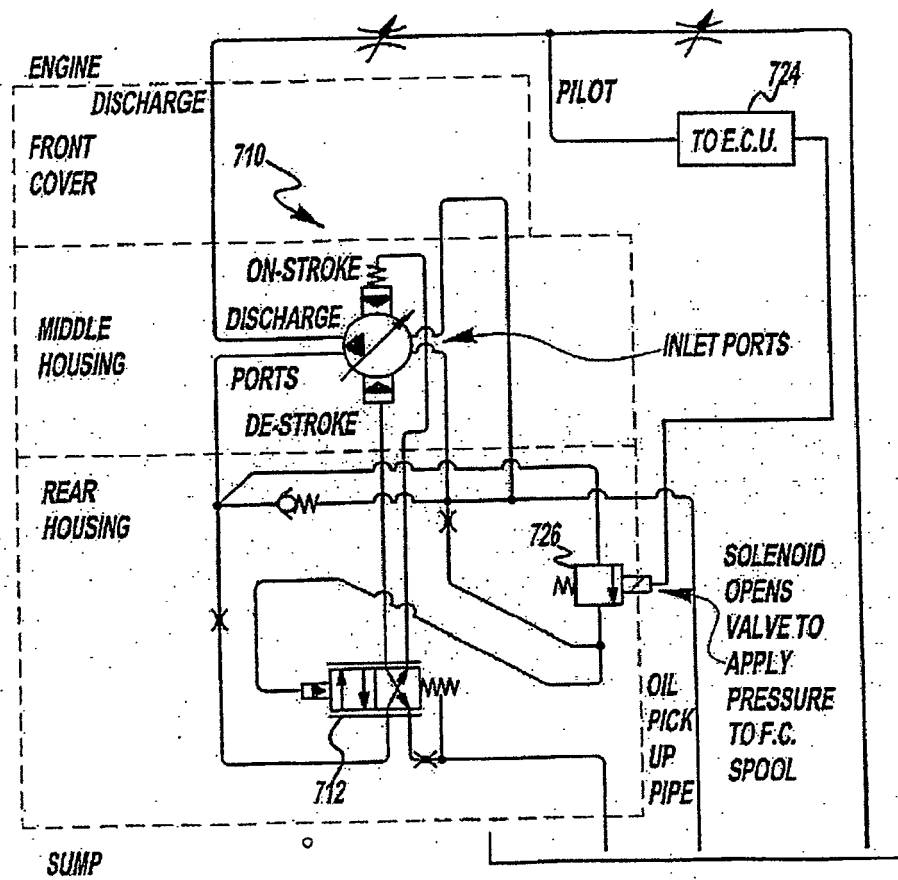 ENGINE
DISCHARGE
FRONT
COVER
PILOT
724
TO E.C.U.
710
ON-STROKE
DISCHARGE
PORTS
DE-STROKE
INLET PORTS
MIDDLE
HOUSING
REAR
HOUSING
726
SOLENOID
OPENS
VALVE TO
APPLY
PRESSURE
TO F.C.
SPOOL
OIL
PICK
UP
PIPE
712
SUMP